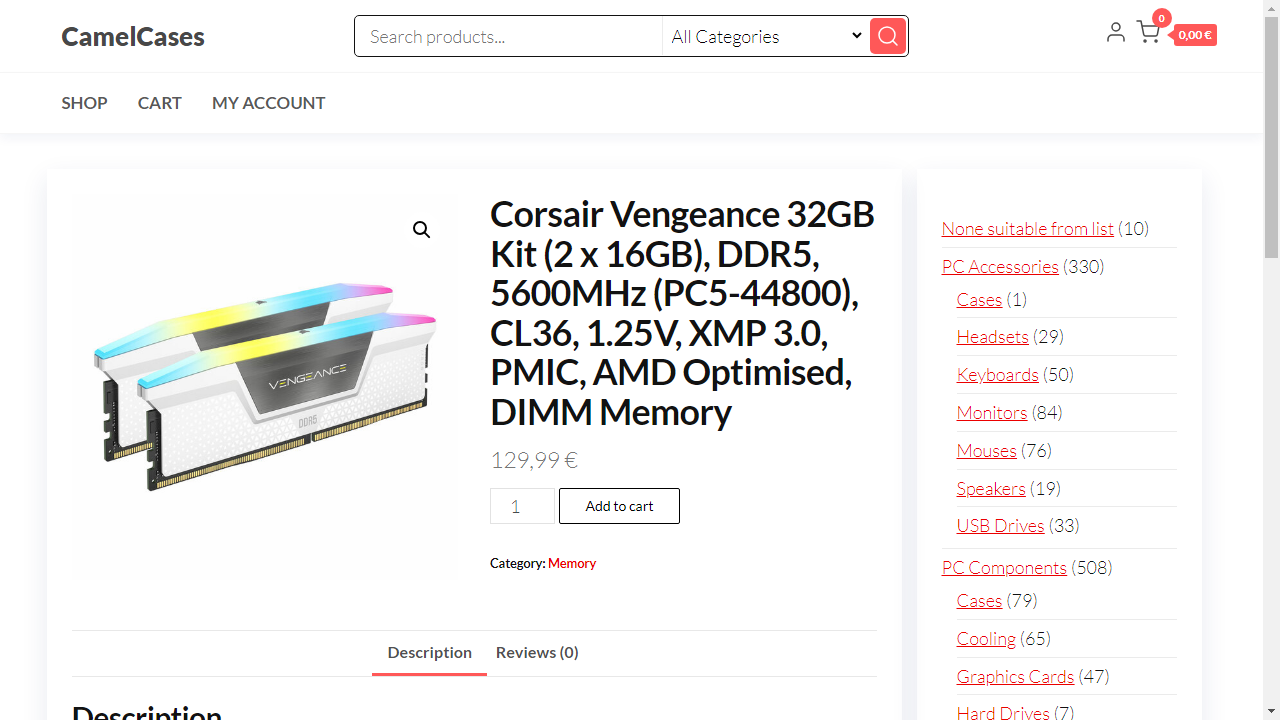 CamelCases
Search products...
All Categories
0
0,00 €
SHOP
CART
MY ACCOUNT
Corsair Vengeance 32GB
Kit (2 x 16GB), DDR5,
5600MHz (PC5-44800),
CL36, 1.25V, XMP 3.0,
PMIC, AMD Optimised,
DIMM Memory
129,99 €
1
Add to cart
Category: Memory
VENGEANCE
DDR5
Description
Reviews (0)
Description
None suitable from list (10)
PC Accessories (330)
Cases (1)
Headsets (29)
Keyboards (50)
Monitors (84)
Mouses (76)
Speakers (19)
USB Drives (33)
PC Components (508)
Cases (79)
Cooling (65)
Graphics Cards (47)
Hard Drives (7)